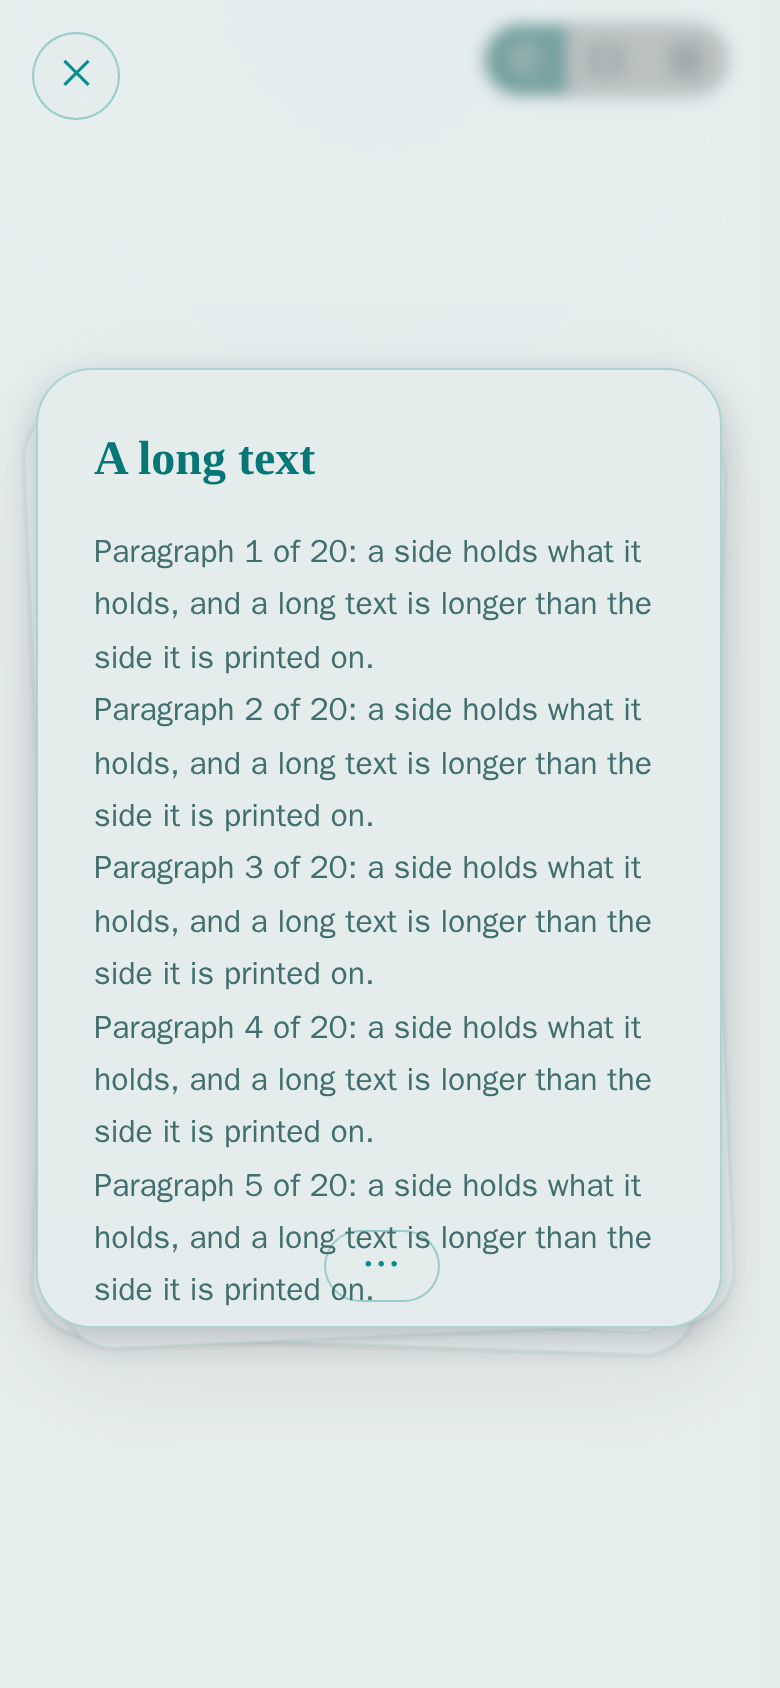 A long text
Paragraph 1 of 20: a side holds what it
holds, and a long text is longer than the
side it is printed on.
Paragraph 2 of 20: a side holds what it
holds, and a long text is longer than the
side it is printed on.
Paragraph 3 of 20: a side holds what it
holds, and a long text is longer than the
side it is printed on.
Paragraph 4 of 20: a side holds what it
holds, and a long text is longer than the
side it is printed on.
Paragraph 5 of 20: a side holds what it
holds, and a long text is longer than the
side it is printed on.